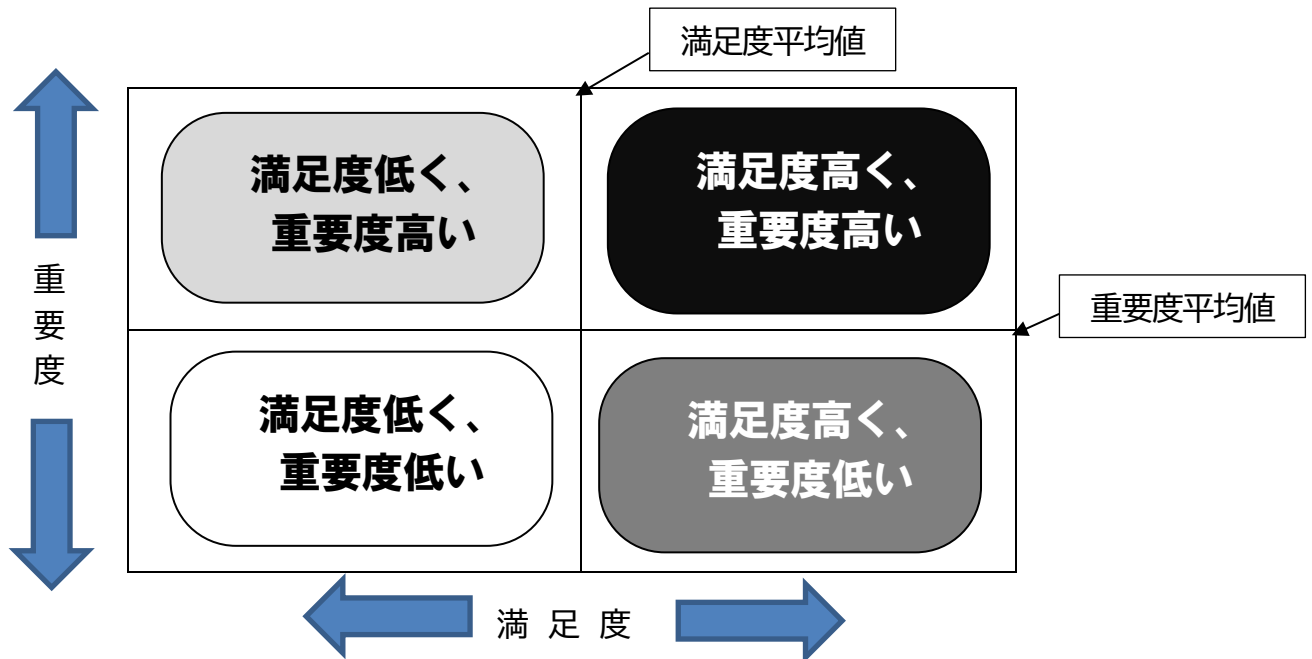 満足度平均値
満足度低く、
重要度高い
満足度高く、
重要度高い
重要度
重要度平均値
満足度低く、
重要度低い
満足度高く、
重要度低い
満足度